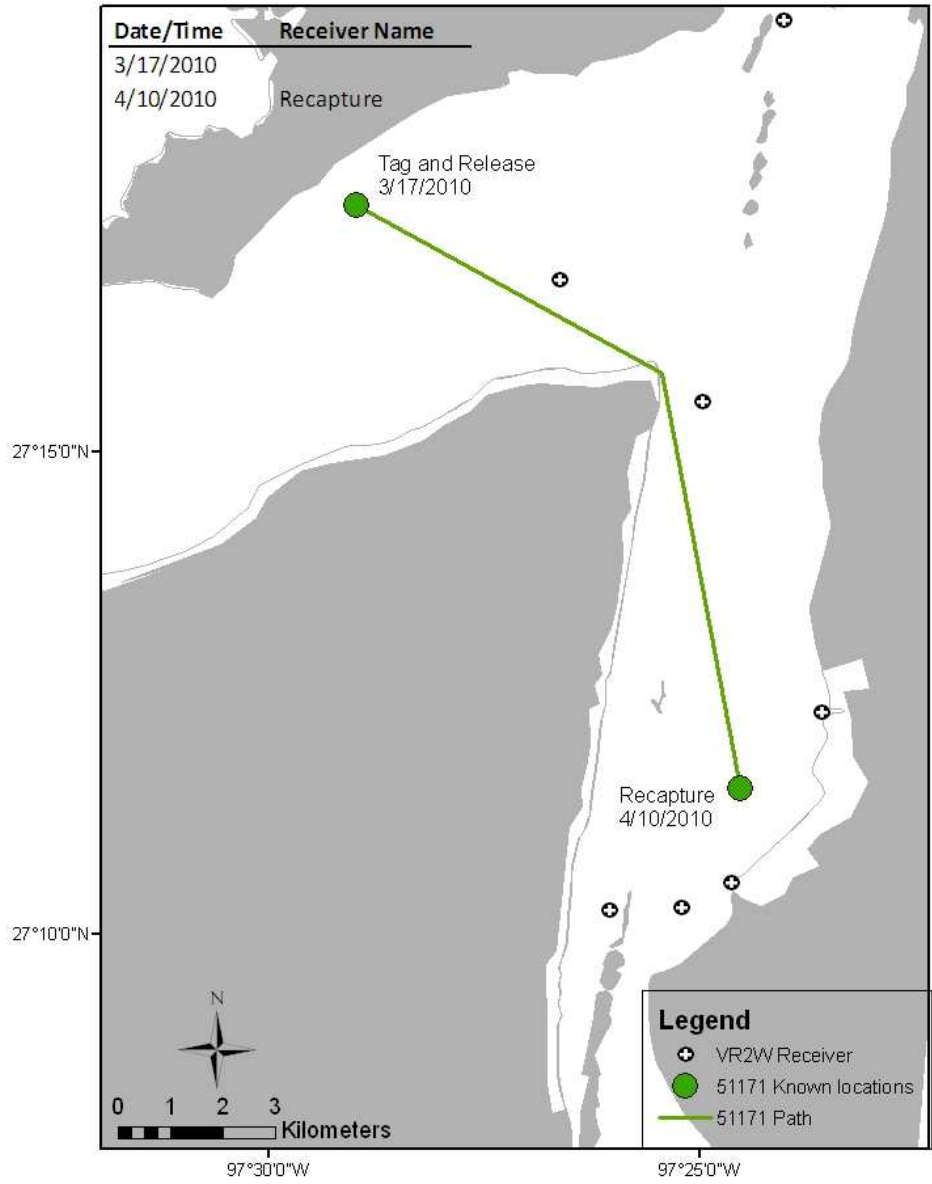 Date/Time Receiver Name
3/17/2010
4/10/2010 Recapture
Tag and Release
3/17/2010
27°15'0"N
Recapture
4/10/2010
27°10'0"N
N
0 1 2 3
Kilometers
Legend
VR2W Receiver
51171 Known locations
51171 Path
97°30'0"W 97°25'0"W